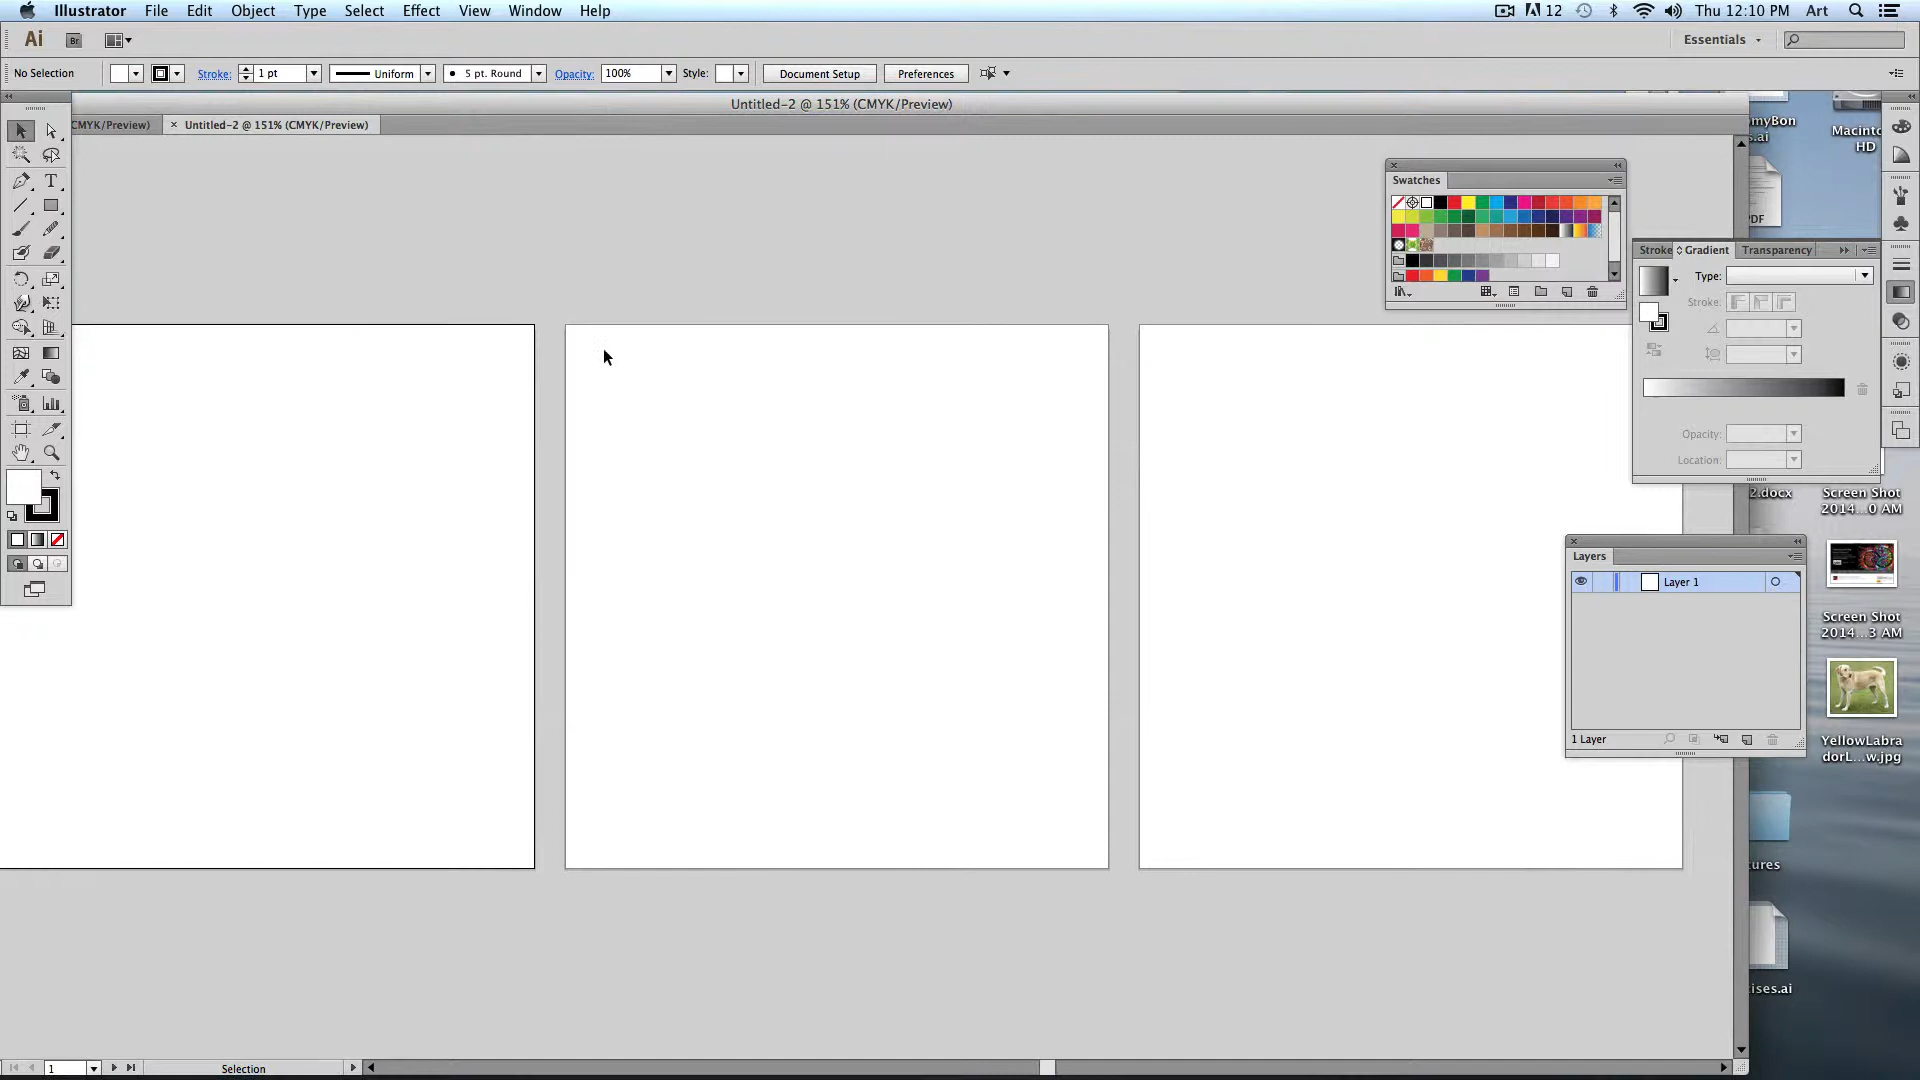 Illustrator File Edit Object Type Select Effect View Window Help
12 Thu 12:10 PM Art
Ai Br Essentials
No Selection Stroke: 1 pt Uniform 5 pt. Round Opacity: 100% Style: Document Setup Preferences
Untitled-2 @ 151% (CMYK/Preview)
CMYK/Preview) × Untitled-2 @ 151% (CMYK/Preview)
myBon
s.ai
Macinto
HD
Swatches
PDF
Stroke Gradient Transparency
Type:
Stroke:
Opacity:
Location:
2.docx
Screen Shot
2014...0 AM
Layers
Layer 1
1 Layer
Screen Shot
2014...3 AM
YellowLabra
dorL...w.jpg
tures
ises.ai
1 Selection